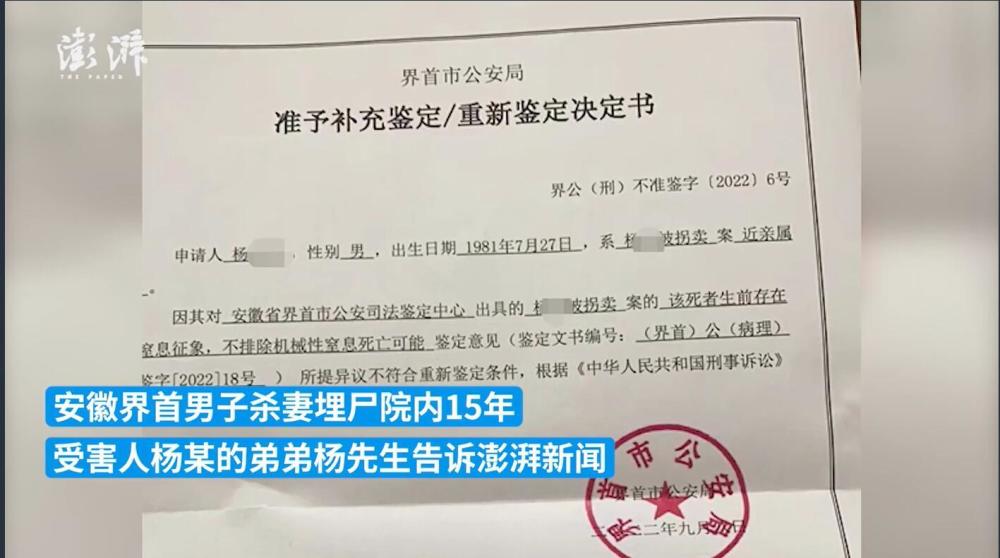 澎湃
THE PAPER
界首市公安局
准予补充鉴定/重新鉴定决定书
界公（刑）不准鉴字〔2022〕6号
申请人 杨 ，性别 男 ，出生日期 1981年7月27日 ，系 杨 被拐卖 案 近亲属
。
因其对 安徽省界首市公安司法鉴定中心 出具的 杨 被拐卖 案的 该死者生前存在
窒息征象，不排除机械性窒息死亡可能 鉴定意见（鉴定文书编号：（界首）公（病理）
鉴字[2022]18号 ） 所提异议不符合重新鉴定条件，根据《中华人民共和国刑事诉讼》
安徽界首男子杀妻埋尸院内15年
受害人杨某的弟弟杨先生告诉澎湃新闻
界首市公安局
界首市公安局
二二年九月 日